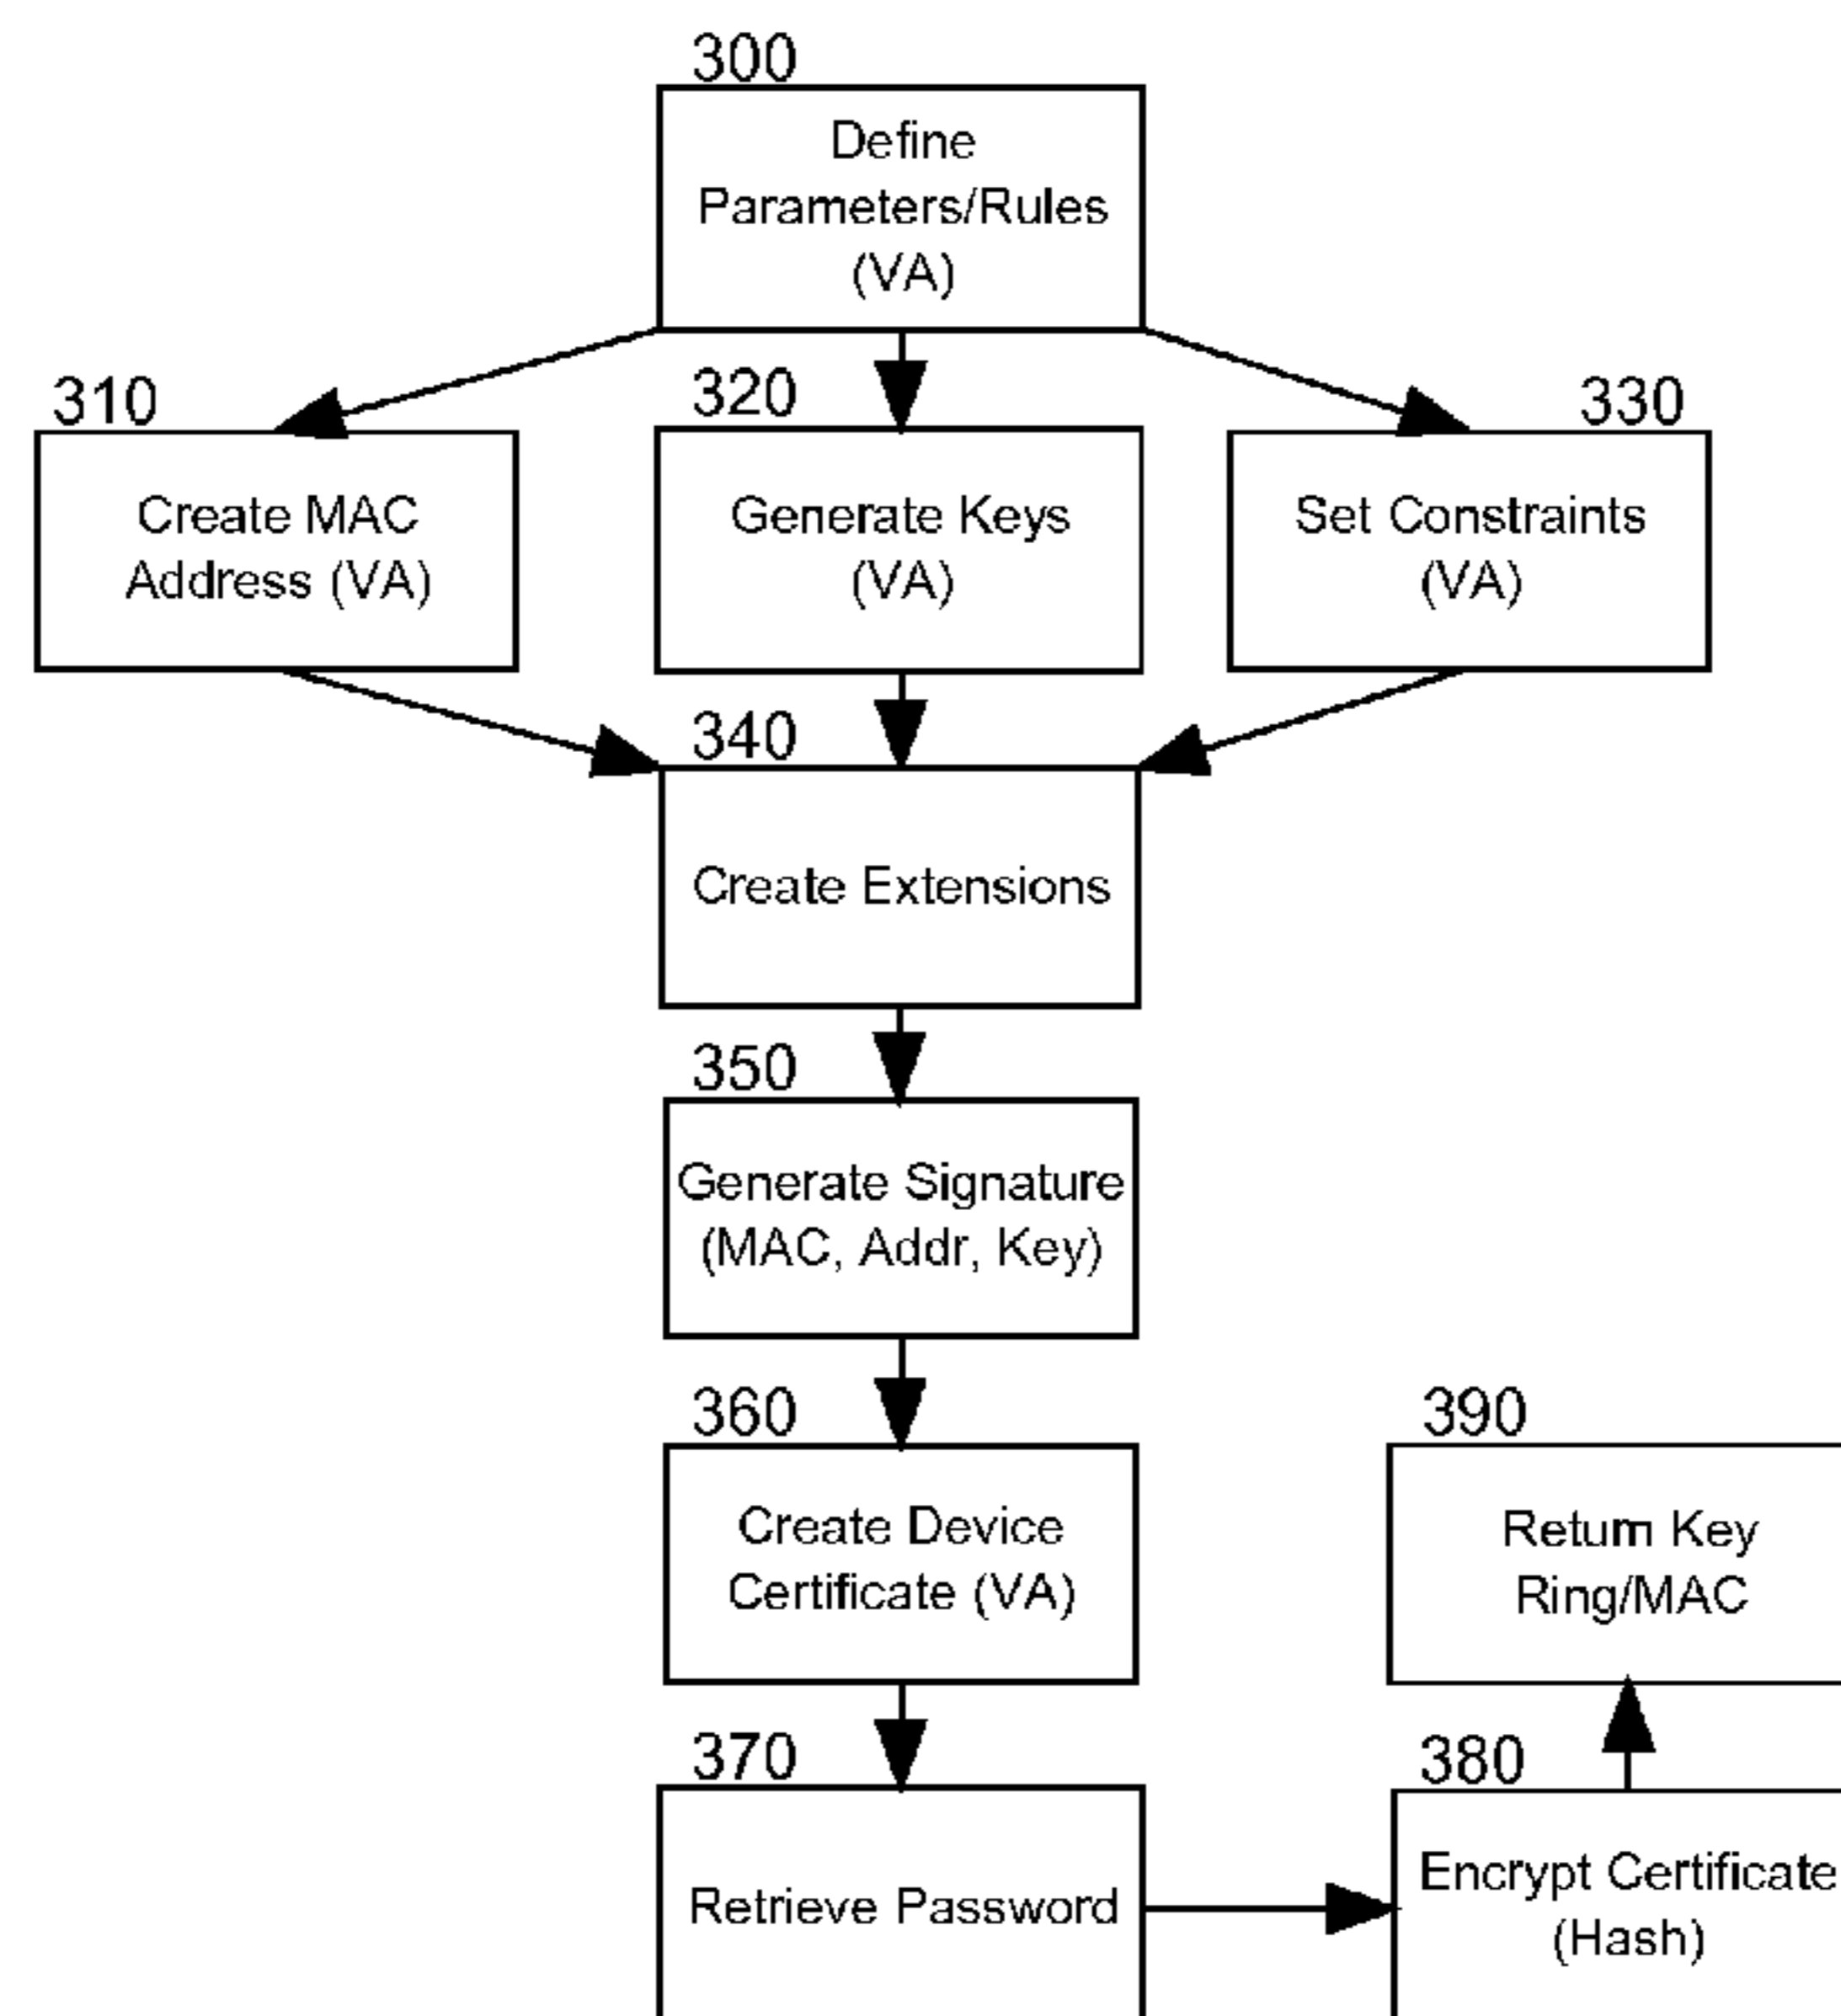 300
Define
Parameters/Rules
(VA)
310
Create MAC
Address (VA)
320
Generate Keys
(VA)
330
Set Constraints
(VA)
340
Create Extensions
350
Generate Signature
(MAC, Addr, Key)
360
Create Device
Certificate (VA)
370
Retrieve Password
380
Encrypt Certificate
(Hash)
390
Return Key
Ring/MAC